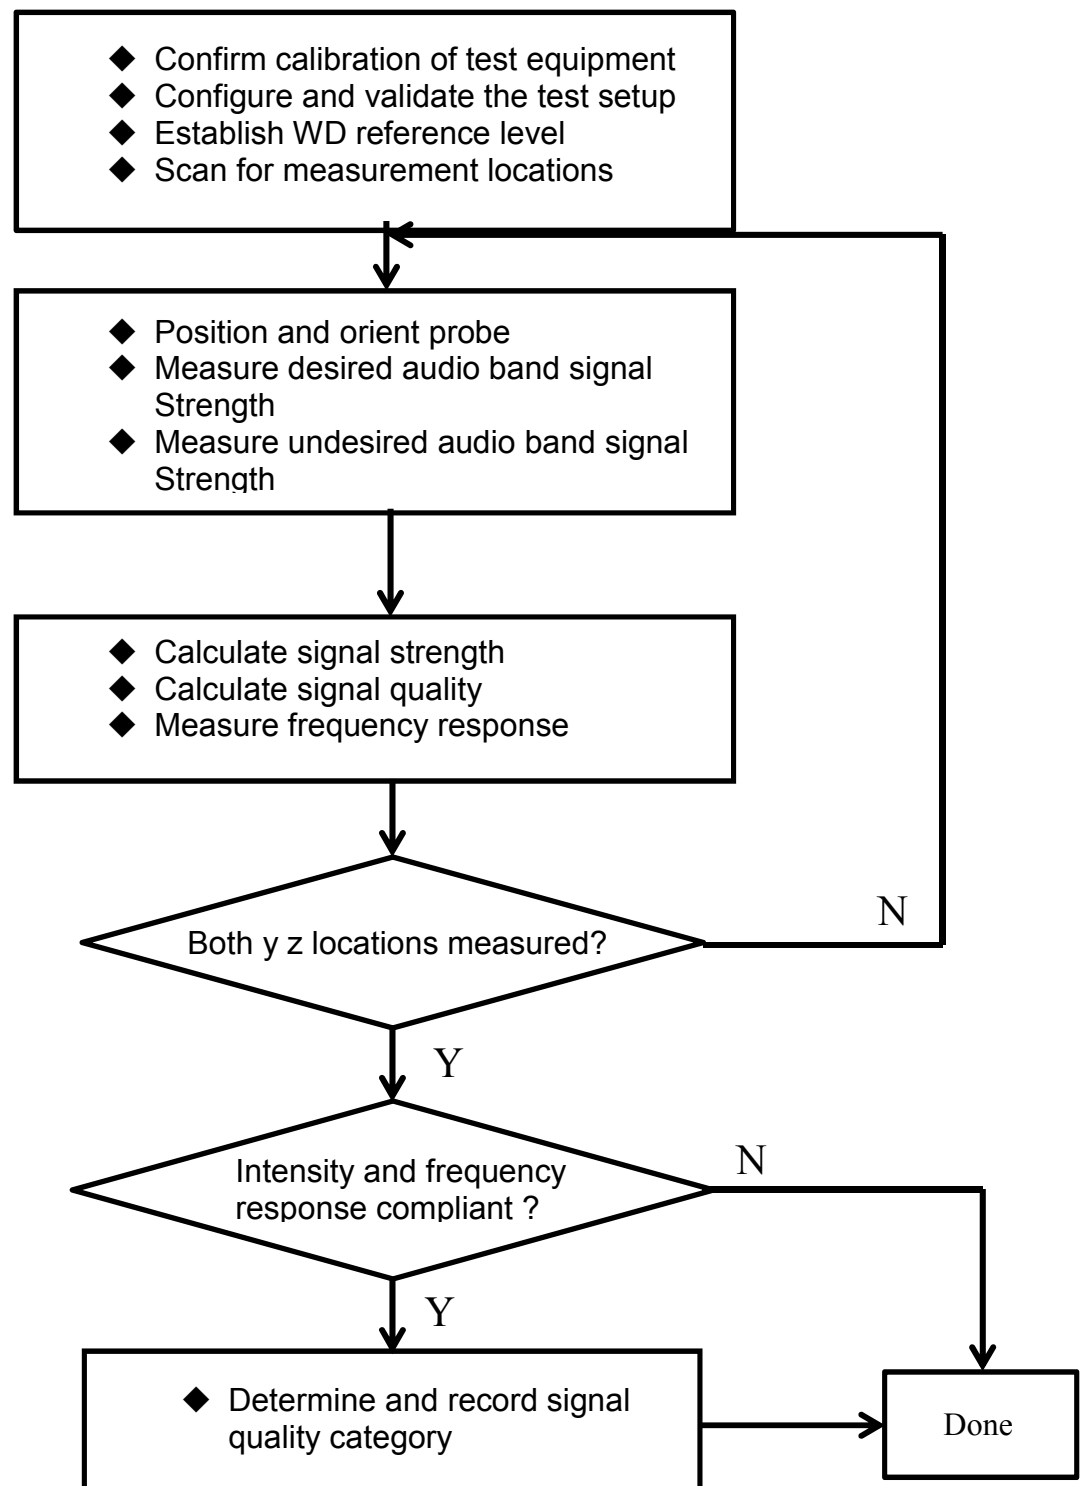 ◆ Confirm calibration of test equipment
◆ Configure and validate the test setup
◆ Establish WD reference level
◆ Scan for measurement locations
◆ Position and orient probe
◆ Measure desired audio band signal
Strength
◆ Measure undesired audio band signal
Strength
◆ Calculate signal strength
◆ Calculate signal quality
◆ Measure frequency response
N
Both y z locations measured?
Y
N
Intensity and frequency
response compliant ?
Y
◆ Determine and record signal
quality category
Done